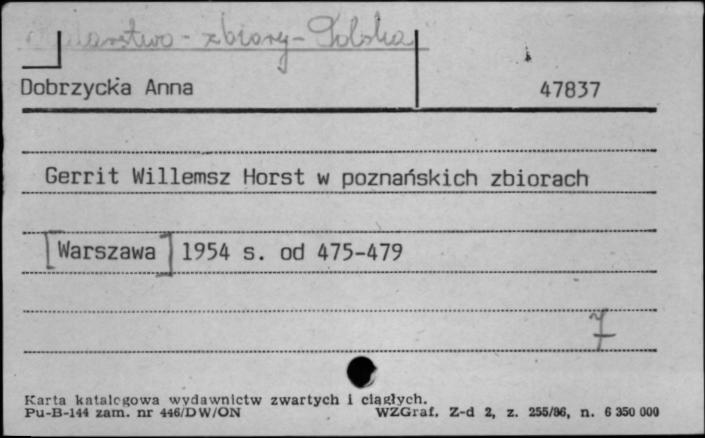 - zbiory - Polska
Dobrzycka Anna 47837
Gerrit Willemsz Horst w poznańskich zbiorach
[Warszawa] 1954 s. od 475-479
7
Karta katalogowa wydawnictw zwartych i ciągłych.
Pu-B-144 zam. nr 446/DW/ON WZGraf. Z-d 2, z. 255/86, n. 6 350 000